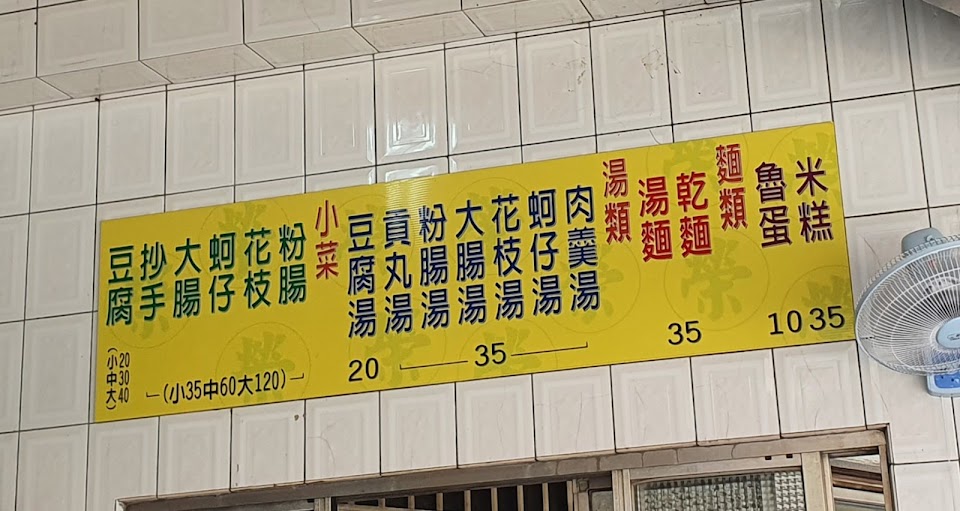 米糕
35
魯蛋
10
麵類
乾麵
湯麵
35
湯類
肉羹湯
蚵仔湯
花枝湯
大腸湯
粉腸湯
貢丸湯
35
豆腐湯
20
小菜
粉腸
花枝
蚵仔
大腸
抄手
(小35中60大120)
豆腐
(小20
中30
大)40
榮